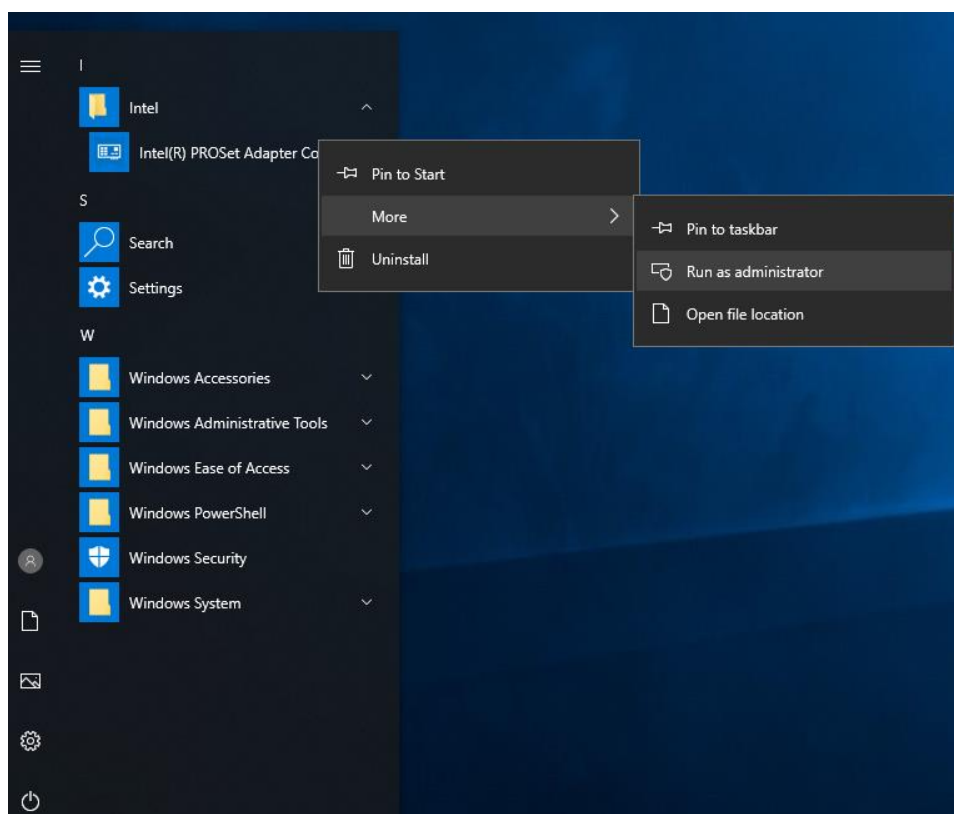 I
Intel
Intel(R) PROSet Adapter Co
S
Search
Settings
W
Windows Accessories
Windows Administrative Tools
Windows Ease of Access
Windows PowerShell
Windows Security
Windows System
Pin to Start
More
Uninstall
Pin to taskbar
Run as administrator
Open file location